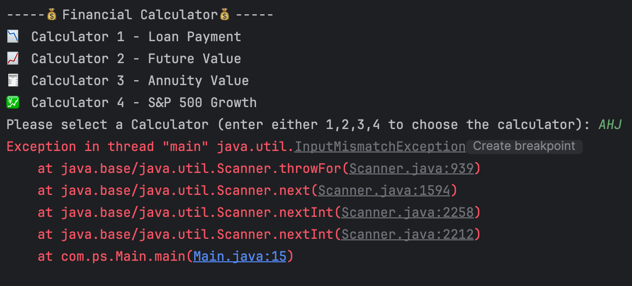 -----💰Financial Calculator💰-----
📉 Calculator 1 - Loan Payment
📈 Calculator 2 - Future Value
🧾 Calculator 3 - Annuity Value
💹 Calculator 4 - S&P 500 Growth
Please select a Calculator (enter either 1,2,3,4 to choose the calculator): AHJ
Exception in thread "main" java.util.InputMismatchException Create breakpoint
    at java.base/java.util.Scanner.throwFor(Scanner.java:939)
    at java.base/java.util.Scanner.next(Scanner.java:1594)
    at java.base/java.util.Scanner.nextInt(Scanner.java:2258)
    at java.base/java.util.Scanner.nextInt(Scanner.java:2212)
    at com.ps.Main.main(Main.java:15)